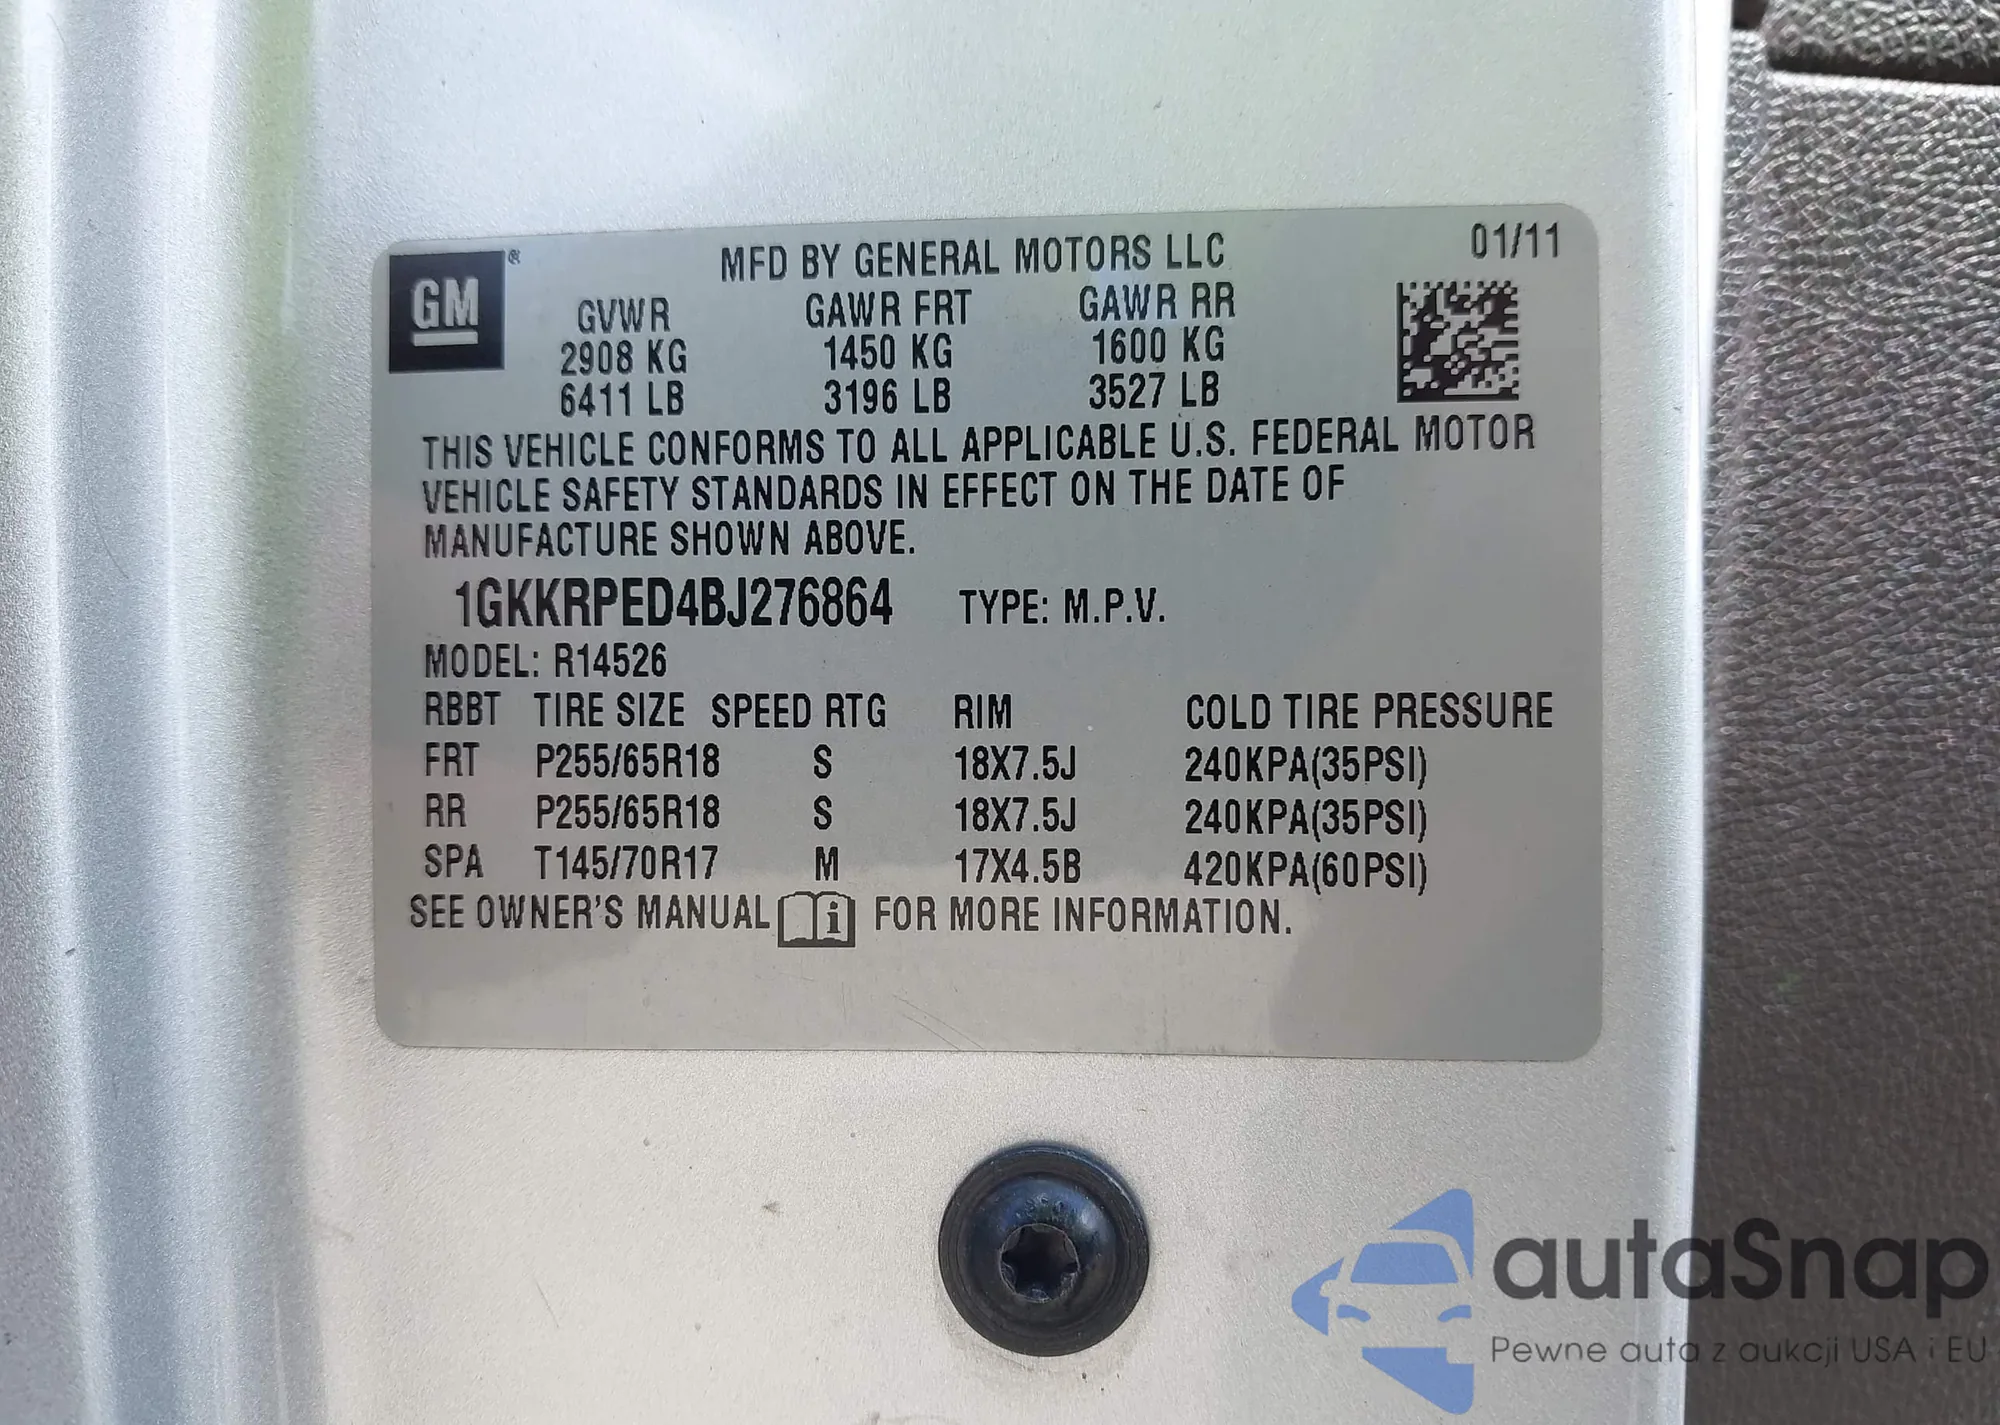 GM ®
MFD BY GENERAL MOTORS LLC 01/11
GVWR GAWR FRT GAWR RR
2908 KG 1450 KG 1600 KG
6411 LB 3196 LB 3527 LB
THIS VEHICLE CONFORMS TO ALL APPLICABLE U.S. FEDERAL MOTOR
VEHICLE SAFETY STANDARDS IN EFFECT ON THE DATE OF
MANUFACTURE SHOWN ABOVE.
1GKKRPED4BJ276864 TYPE: M.P.V.
MODEL: R14526
RBBT TIRE SIZE SPEED RTG RIM COLD TIRE PRESSURE
FRT P255/65R18 S 18X7.5J 240KPA(35PSI)
RR P255/65R18 S 18X7.5J 240KPA(35PSI)
SPA T145/70R17 M 17X4.5B 420KPA(60PSI)
SEE OWNER'S MANUAL i FOR MORE INFORMATION.
autaSnap
Pewne auta z aukcji USA i EU